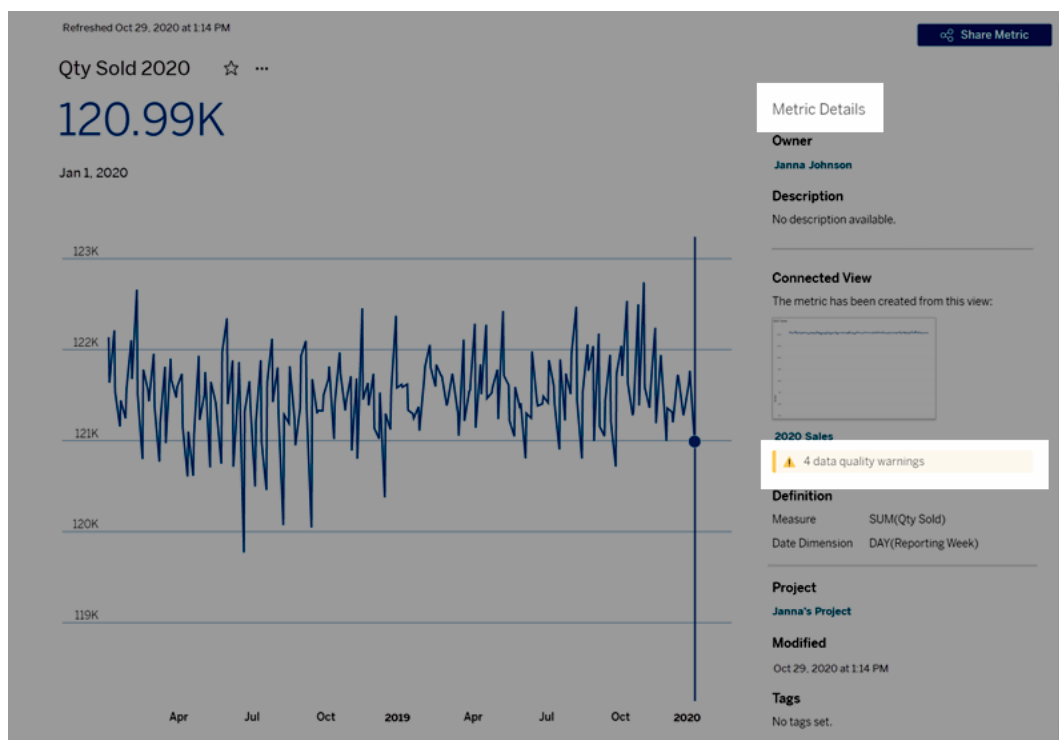 Refreshed Oct 29, 2020 at 1:14 PM
Share Metric
Qty Sold 2020
120.99K
Jan 1, 2020
123K
122K
121K
120K
119K
Apr
Jul
Oct
2019
Apr
Jul
Oct
2020
Metric Details
Owner
Janna Johnson
Description
No description available.
Connected View
The metric has been created from this view:
2020 Sales
4 data quality warnings
Definition
Measure SUM(Qty Sold)
Date Dimension DAY(Reporting Week)
Project
Janna's Project
Modified
Oct 29, 2020 at 1:14 PM
Tags
No tags set.